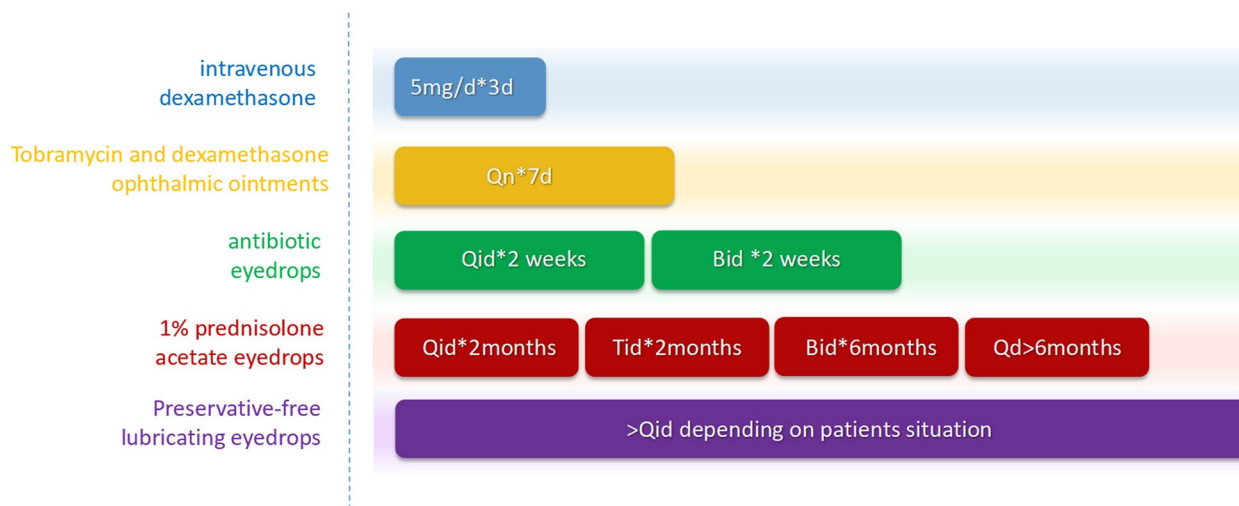 intravenous
dexamethasone
5mg/d*3d
Tobramycin and dexamethasone
ophthalmic ointments
Qn*7d
antibiotic
eyedrops
Qid*2 weeks
Bid *2 weeks
1% prednisolone
acetate eyedrops
Qid*2months
Tid*2months
Bid*6months
Qd>6months
Preservative-free
lubricating eyedrops
>Qid depending on patients situation